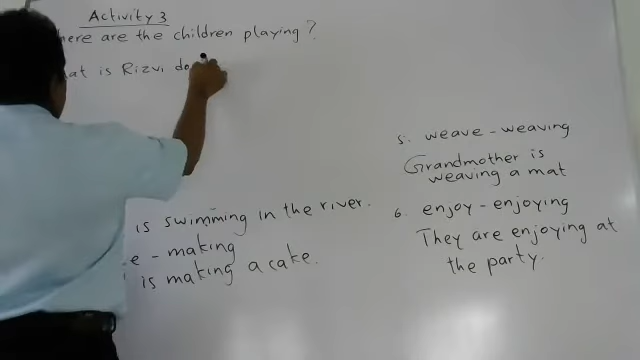 Activity 3
here are the children playing?
at is Rizvi do
is swimming in the river.
e - making
is making a cake.
5. weave - weaving
Grandmother is
weaving a mat
6. enjoy - enjoying
They are enjoying at
the party.